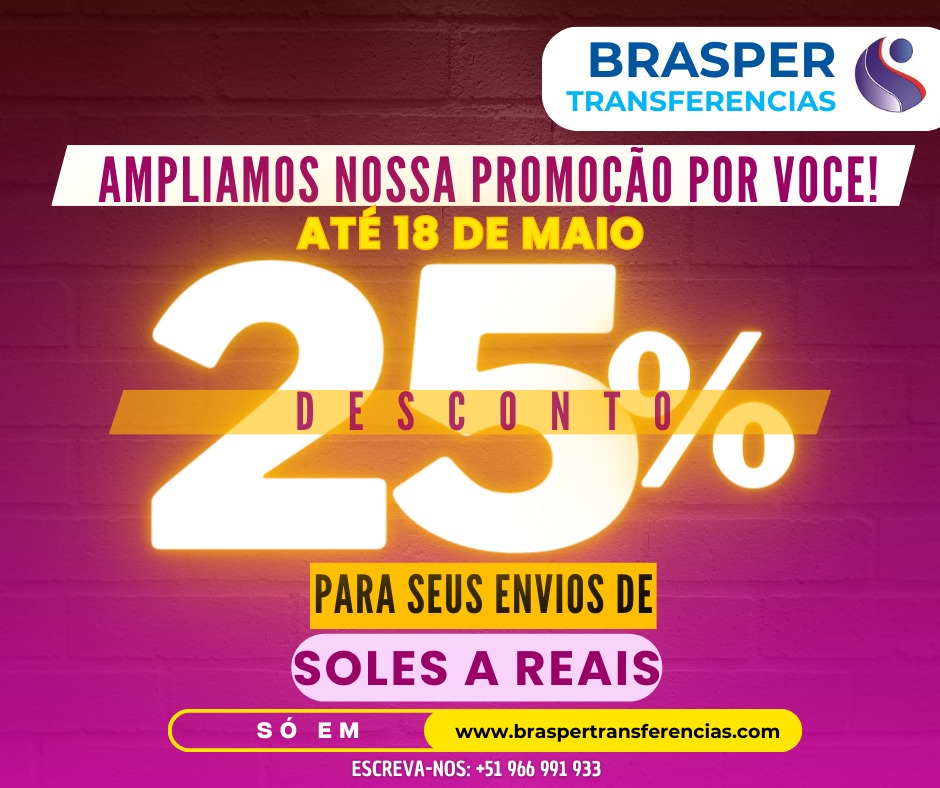 BRASPER
TRANSFERENCIAS
AMPLIAMOS NOSSA PROMOÇÃO POR VOCE!
ATÉ 18 DE MAIO
25%
DESCONTO
PARA SEUS ENVIOS DE
SOLES A REAIS
SÓ EM www.braspertransferencias.com
ESCREVA-NOS: +51 966 991 933